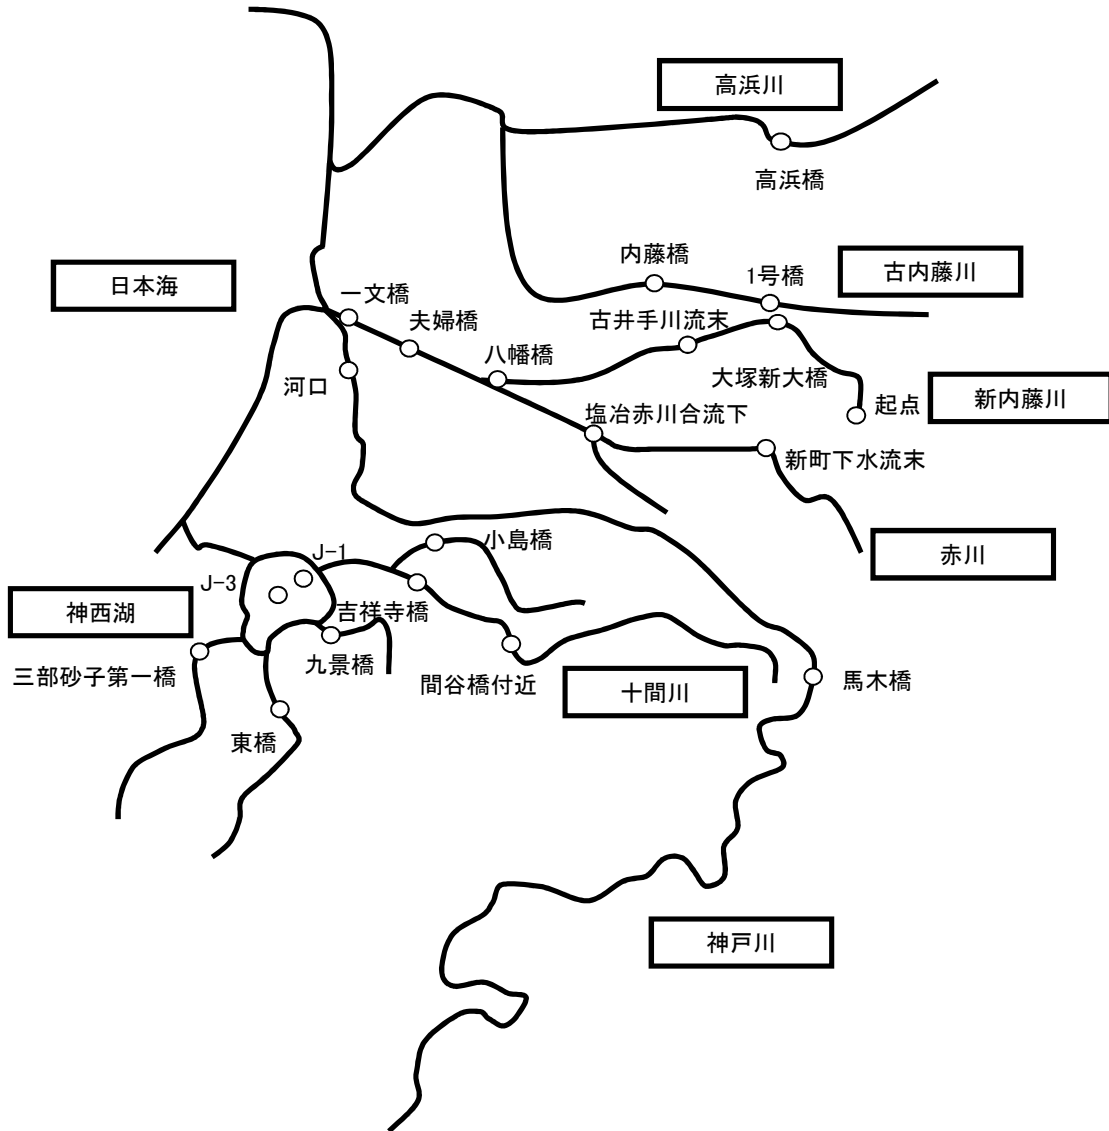 高浜川
高浜橋
内藤橋
1号橋
古内藤川
日本海
一文橋
夫婦橋
古井手川流末
八幡橋
大塚新大橋
河口
起点
新内藤川
塩冶赤川合流下
新町下水流末
小島橋
赤川
J-1
J-3
神西湖
吉祥寺橋
三部砂子第一橋
九景橋
間谷橋付近
十間川
馬木橋
東橋
神戸川